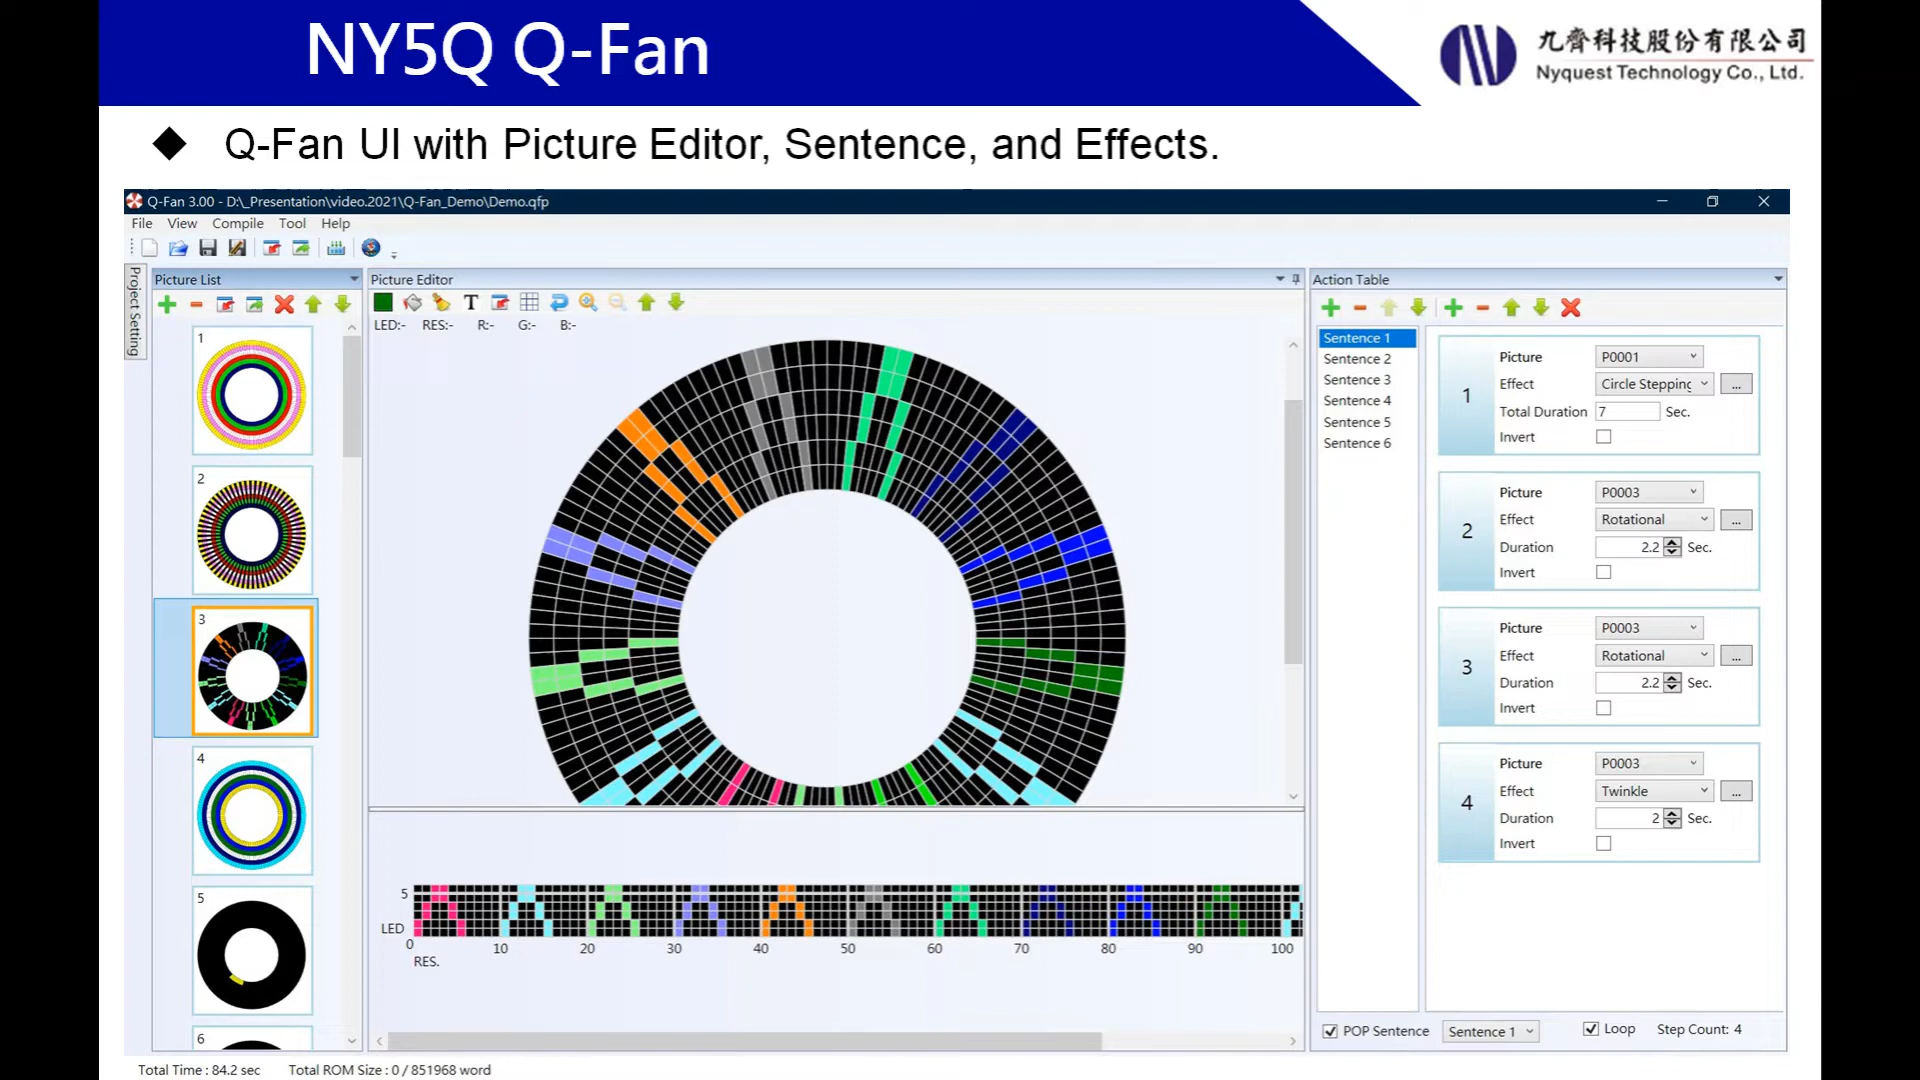 NY5Q Q-Fan
九齊科技股份有限公司
Nyquest Technology Co., Ltd.
◆ Q-Fan UI with Picture Editor, Sentence, and Effects.
Q-Fan 3.00 - D:\_Presentation\video.2021\Q-Fan_Demo\Demo.qfp
File View Compile Tool Help
Project Setting
Picture List
1
2
3
4
5
6
Picture Editor
T
LED:- RES:- R:- G:- B:-
5
LED
0 10 20 30 40 50 60 70 80 90 100
RES.
Action Table
Sentence 1
Sentence 2
Sentence 3
Sentence 4
Sentence 5
Sentence 6
1
Picture P0001
Effect Circle Stepping ...
Total Duration 7 Sec.
Invert
2
Picture P0003
Effect Rotational ...
Duration 2.2 Sec.
Invert
3
Picture P0003
Effect Rotational ...
Duration 2.2 Sec.
Invert
4
Picture P0003
Effect Twinkle ...
Duration 2 Sec.
Invert
POP Sentence Sentence 1 Loop Step Count: 4
Total Time : 84.2 sec Total ROM Size : 0 / 851968 word